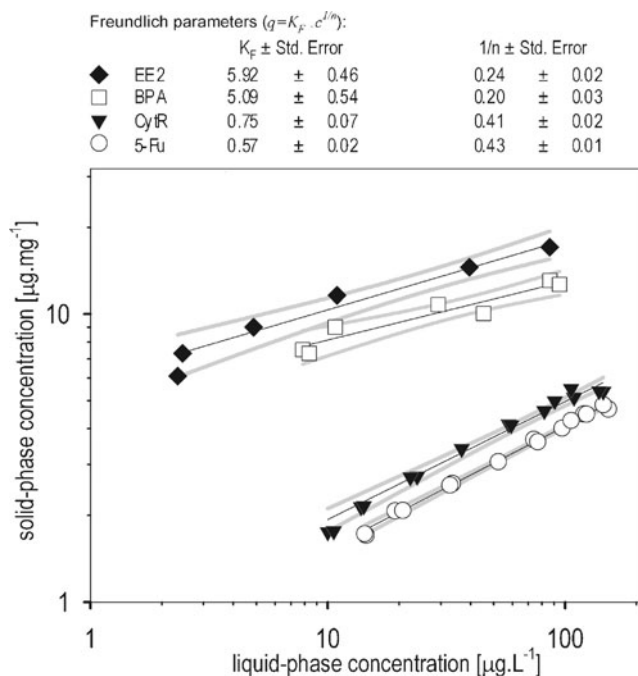 Freundlich parameters (q=K_F .c^{1/n}):
K_F ± Std. Error 1/n ± Std. Error
EE2 5.92 ± 0.46 0.24 ± 0.02
BPA 5.09 ± 0.54 0.20 ± 0.03
CytR 0.75 ± 0.07 0.41 ± 0.02
5-Fu 0.57 ± 0.02 0.43 ± 0.01
solid-phase concentration [µg.mg⁻¹]
10
1
1 10 100
liquid-phase concentration [µg.L⁻¹]